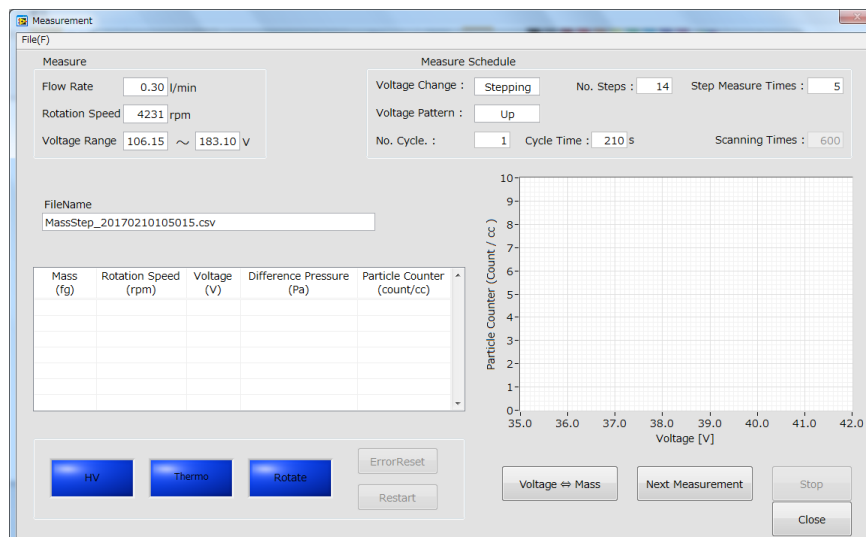 Measurement
File(F)
Measure
Flow Rate 0.30 l/min
Rotation Speed 4231 rpm
Voltage Range 106.15 ～ 183.10 V
Measure Schedule
Voltage Change : Stepping No. Steps : 14 Step Measure Times : 5
Voltage Pattern : Up
No. Cycle. : 1 Cycle Time : 210 s Scanning Times : 600
FileName
MassStep_20170210105015.csv
Mass (fg) Rotation Speed (rpm) Voltage (V) Difference Pressure (Pa) Particle Counter (count/cc)
Particle Counter (Count / cc )
10
9
8
7
6
5
4
3
2
1
0
35.0 36.0 37.0 38.0 39.0 40.0 41.0 42.0
Voltage [V]
HV Thermo Rotate
ErrorReset
Restart
Voltage ⇔ Mass Next Measurement Stop
Close